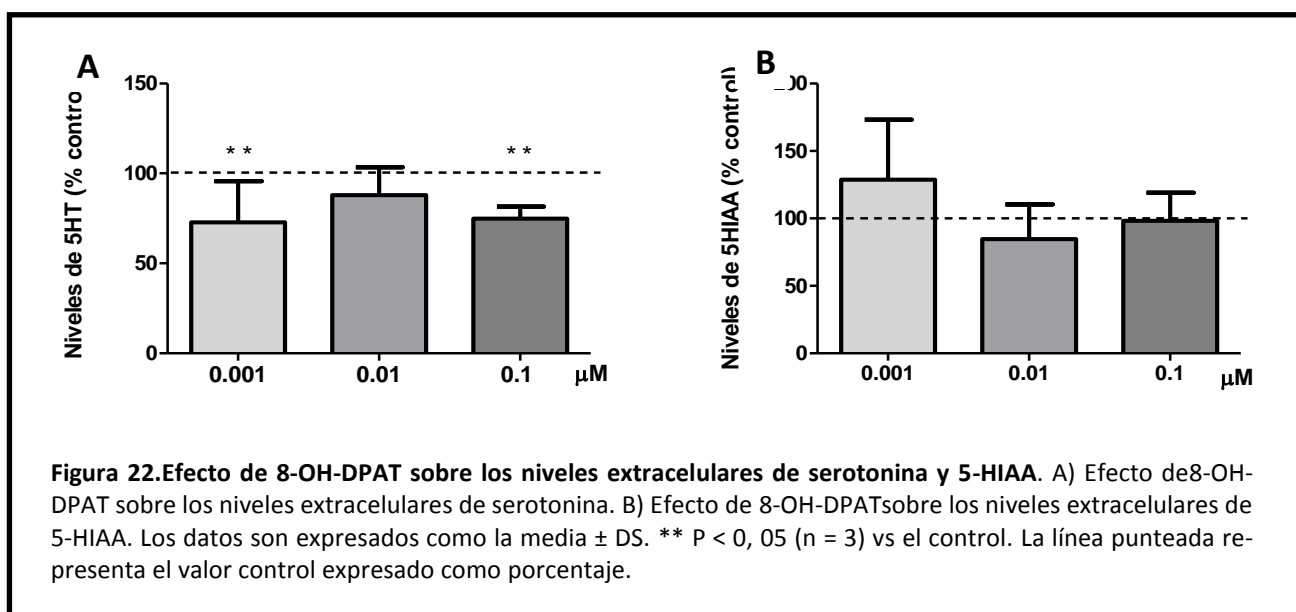 A
Niveles de 5HT (% contro
150
100
50
0
**
**
0.001
0.01
0.1
µM
B
Niveles de 5HIAA (% control)
00
150
100
50
0
0.001
0.01
0.1
µM
Figura 22.Efecto de 8-OH-DPAT sobre los niveles extracelulares de serotonina y 5-HIAA. A) Efecto de8-OH-
DPAT sobre los niveles extracelulares de serotonina. B) Efecto de 8-OH-DPATsobre los niveles extracelulares de
5-HIAA. Los datos son expresados como la media ± DS. ** P < 0, 05 (n = 3) vs el control. La línea punteada re-
presenta el valor control expresado como porcentaje.